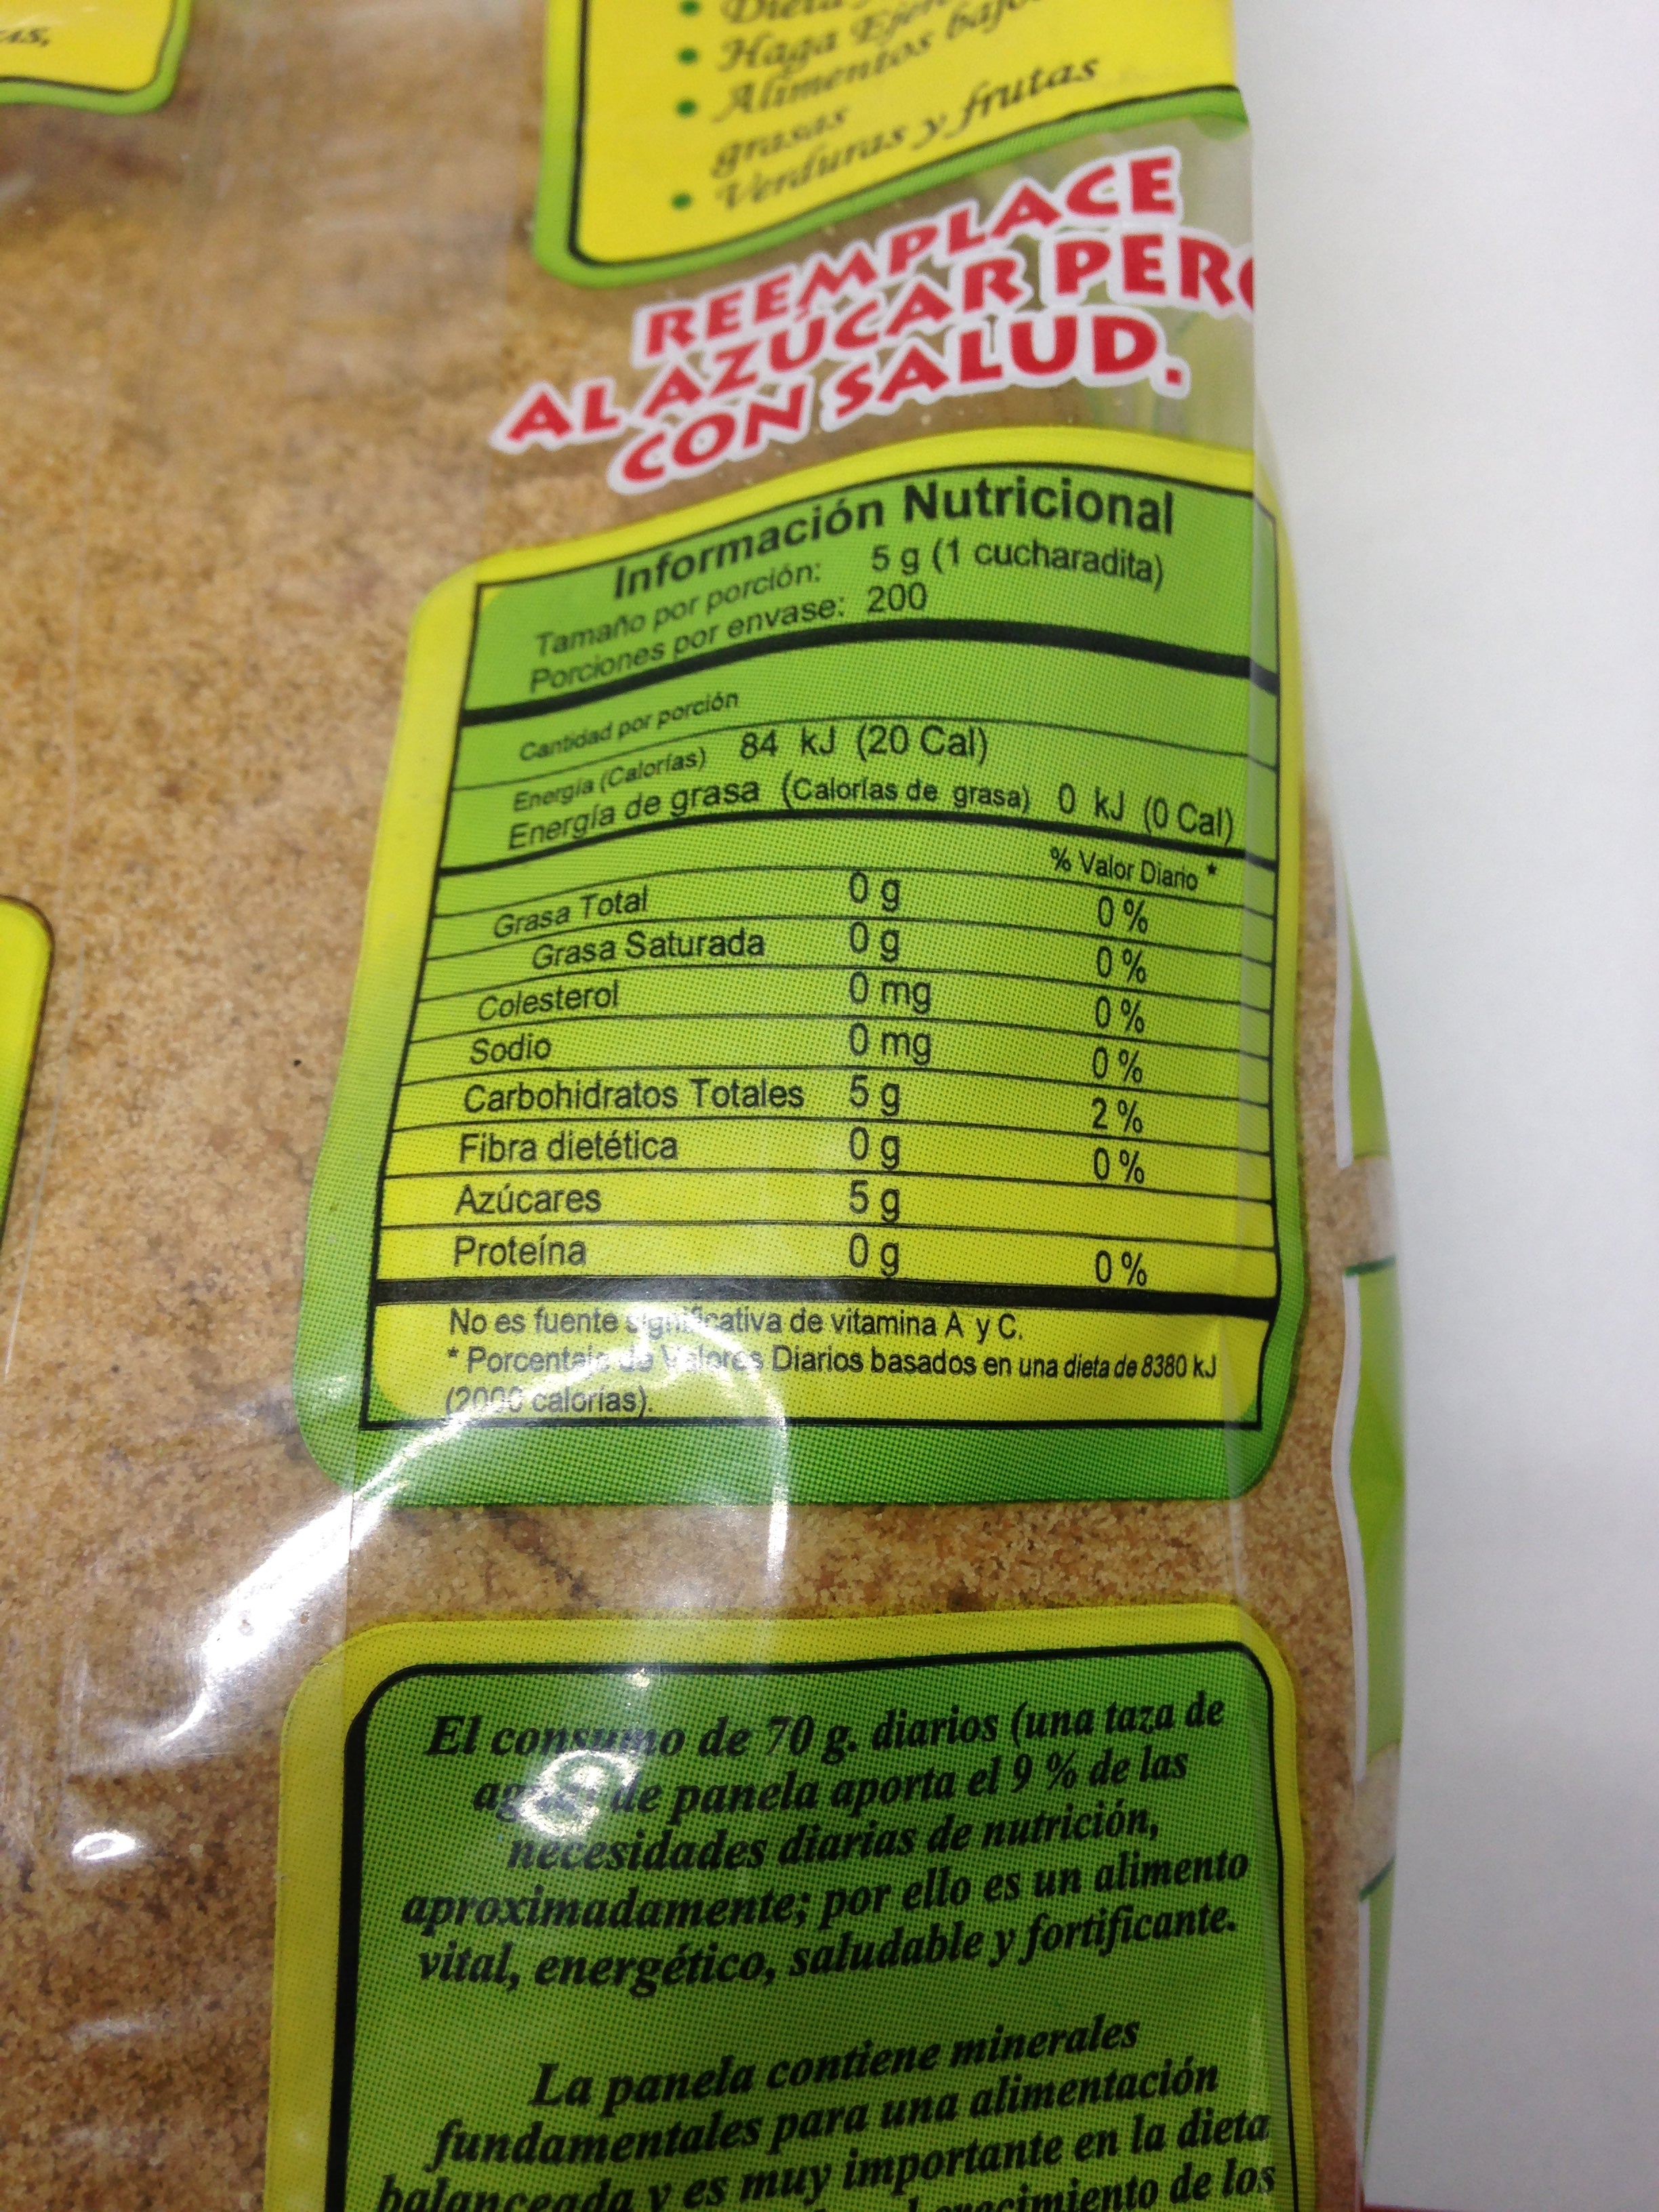 Haga
Alimentos bajo
grasas
Verduras y frutas
REEMPLACE
AL AZÚCAR PER
CON SALUD.
Información Nutricional
Tamaño por porción: 5 g (1 cucharadita)
Porciones por envase: 200
Cantidad por porción
Energía (Calorías) 84 kJ (20 Cal)
Energía de grasa (Calorías de grasa) 0 kJ (0 Cal)
% Valor Diario *
Grasa Total 0 g 0 %
Grasa Saturada 0 g 0 %
Colesterol 0 mg 0 %
Sodio 0 mg 0 %
Carbohidratos Totales 5 g 2 %
Fibra dietética 0 g 0 %
Azúcares 5 g
Proteína 0 g 0 %
No es fuente significativa de vitamina A y C.
* Porcentaje de Valores Diarios basados en una dieta de 8380 kJ
(2000 calorías).
El consumo de 70 g. diarios (una taza de
de panela aporta el 9 % de las
necesidades diarias de nutrición,
aproximadamente; por ello es un alimento
vital, energético, saludable y fortificante.
La panela contiene minerales
fundamentales para una alimentación
balanceada y es muy importante en la dieta
de los